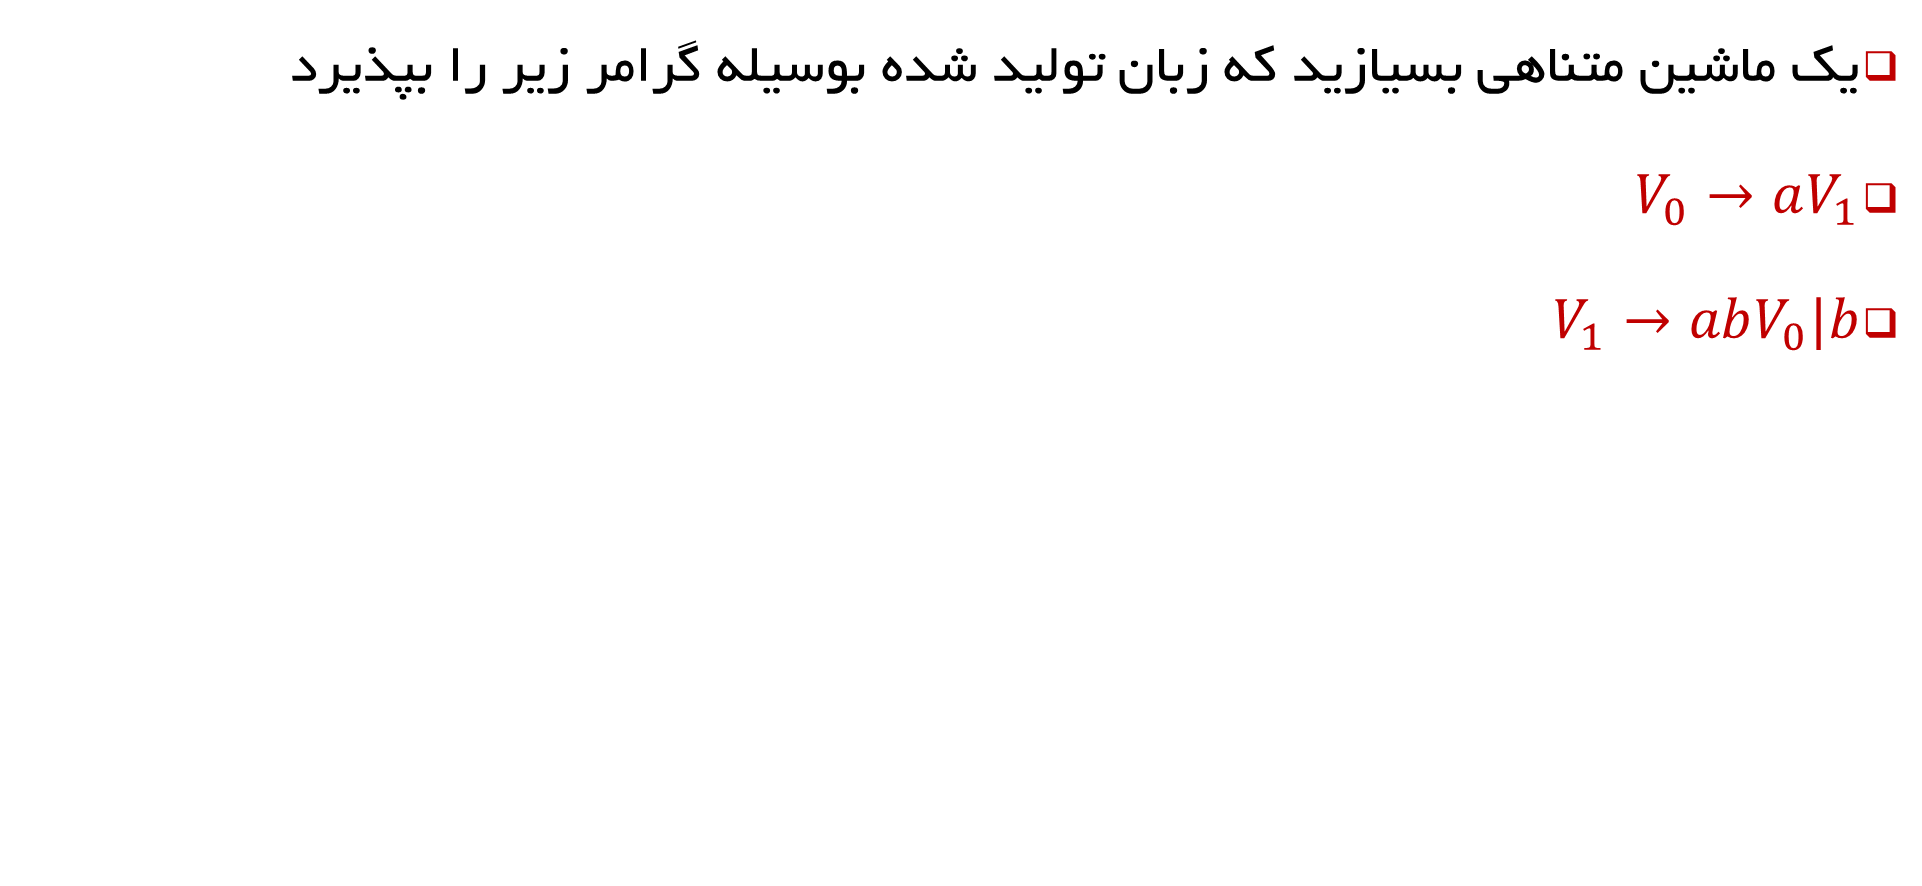 ❑یک ماشین متناهی بسیازید که زبان تولید شده بوسیله گرامر زیر را بپذیرد
❑V₀ → aV₁
❑V₁ → abV₀|b